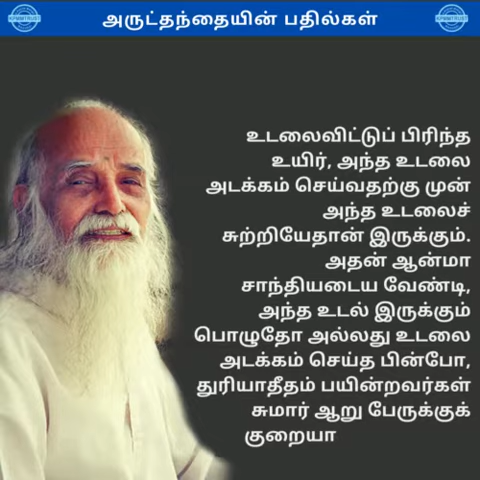 அருட்தந்தையின் பதில்கள்
உடலைவிட்டுப் பிரிந்த
உயிர், அந்த உடலை
அடக்கம் செய்வதற்கு முன்
அந்த உடலைச்
சுற்றியேதான் இருக்கும்.
அதன் ஆன்மா
சாந்தியடைய வேண்டி,
அந்த உடல் இருக்கும்
பொழுதோ அல்லது உடலை
அடக்கம் செய்த பின்போ,
துரியாதீதம் பயின்றவர்கள்
சுமார் ஆறு பேருக்குக்
குறையா